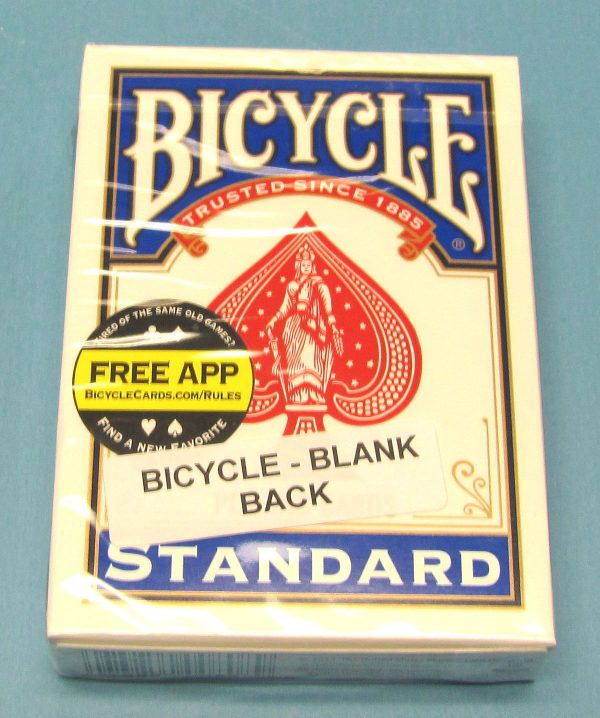 BICYCLE
®
TRUSTED SINCE 1885
TIRED OF THE SAME OLD GAMES?
FREE APP
BICYCLECARDS.COM/RULES
FIND A NEW FAVORITE
BICYCLE - BLANK
BACK
STANDARD